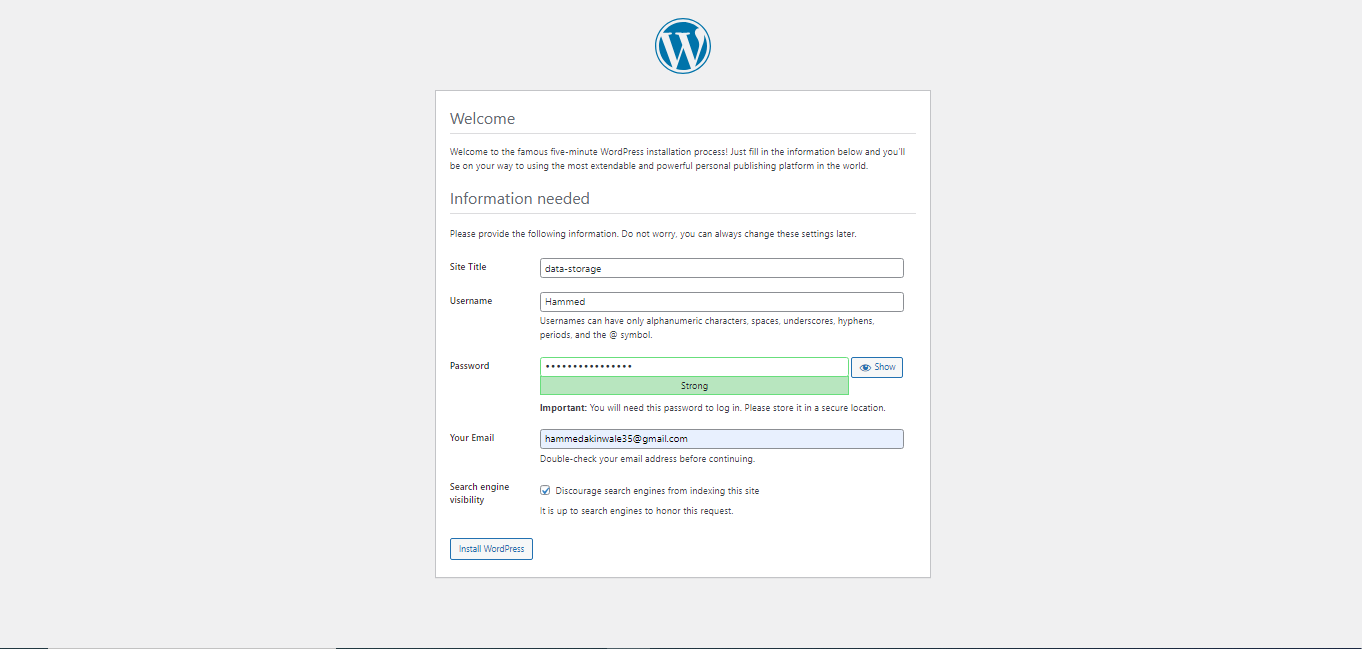 Welcome
Welcome to the famous five-minute WordPress installation process! Just fill in the information below and you'll
be on your way to using the most extendable and powerful personal publishing platform in the world.
Information needed
Please provide the following information. Do not worry, you can always change these settings later.
Site Title
data-storage
Username
Hammed
Usernames can have only alphanumeric characters, spaces, underscores, hyphens,
periods, and the @ symbol.
Password
••••••••••••••••
Show
Strong
Important: You will need this password to log in. Please store it in a secure location.
Your Email
hammedakinwale35@gmail.com
Double-check your email address before continuing.
Search engine
visibility
Discourage search engines from indexing this site
It is up to search engines to honor this request.
Install WordPress